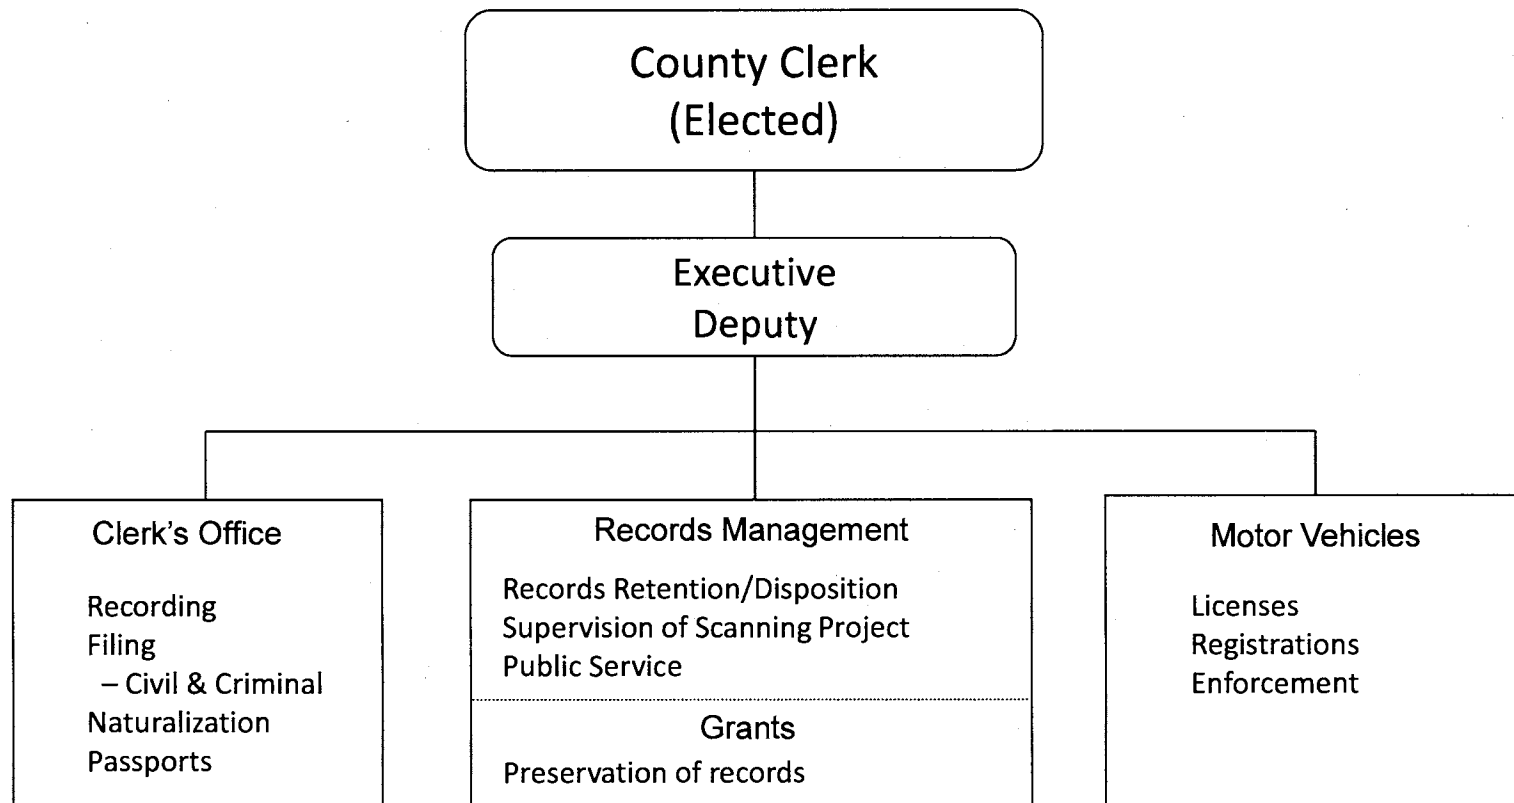 County Clerk
(Elected)
Executive
Deputy
Clerk's Office
Recording
Filing
– Civil & Criminal
Naturalization
Passports
Records Management
Records Retention/Disposition
Supervision of Scanning Project
Public Service
Grants
Preservation of records
Motor Vehicles
Licenses
Registrations
Enforcement